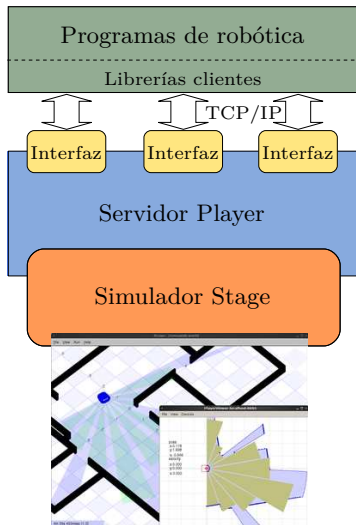 Programas de robótica
Librerías clientes
TCP/IP
Interfaz Interfaz Interfaz
Servidor Player
Simulador Stage